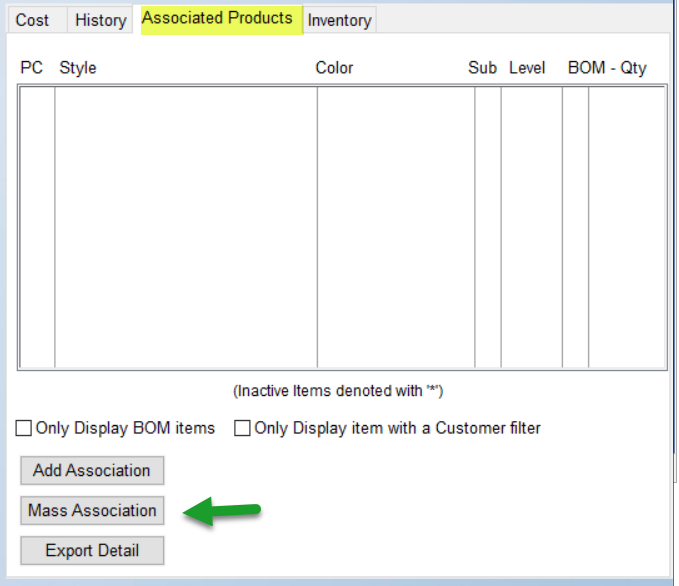 Cost History Associated Products Inventory
PC Style Color Sub Level BOM - Qty
(Inactive Items denoted with '*')
Only Display BOM items Only Display item with a Customer filter
Add Association
Mass Association
Export Detail